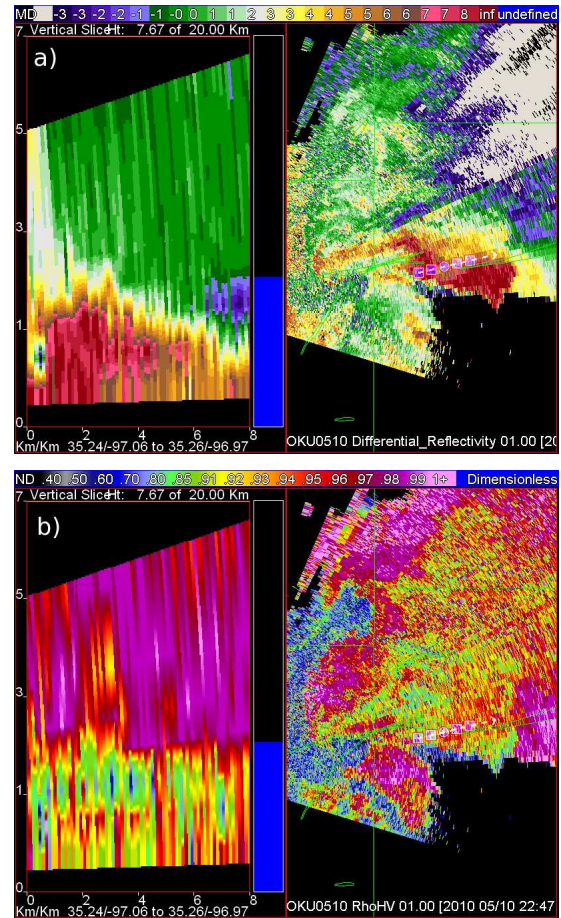 MD -3 -3 -2 -2 -1 -1 -0 0 1 1 2 3 3 4 4 5 6 6 7 7 8 inf undefined
7 Vertical Slice Ht: 7.67 of 20.00 Km
a)
5
3
1
0
0 2 4 6 8
Km/Km 35.24/-97.06 to 35.26/-96.97
OKU0510 Differential_Reflectivity 01.00 [20
ND .40 .50 .60 .70 .80 .85 .91 .92 .93 .94 .95 .96 .97 .98 .99 1+ Dimensionless
7 Vertical Slice Ht: 7.67 of 20.00 Km
b)
5
3
1
0
0 2 4 6 8
Km/Km 35.24/-97.06 to 35.26/-96.97
OKU0510 RhoHV 01.00 [2010 05/10 22:47